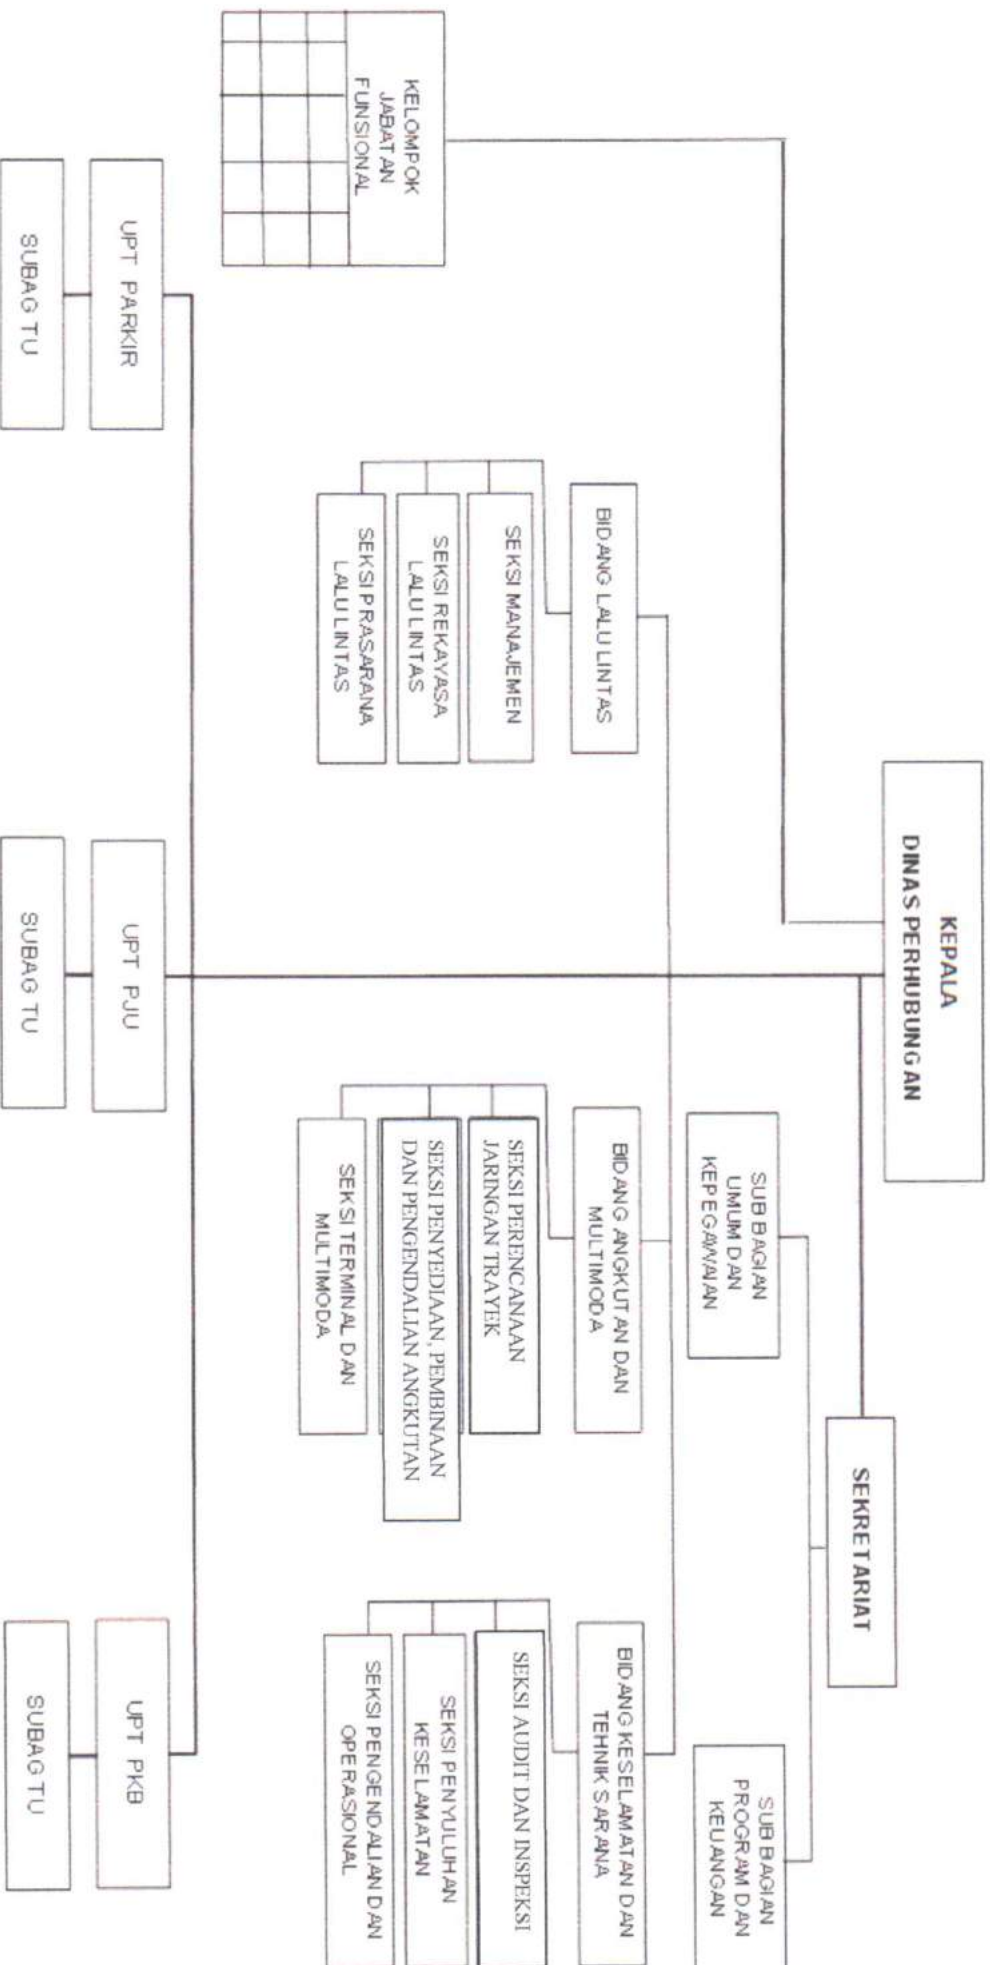 KEPALA
DINAS PERHUBUNGAN
SEKRETARIAT
SUB BAGIAN
UMUM DAN
KEPEGAWAIAN
SUB BAGIAN
PROGRAM DAN
KEUANGAN
KELOMPOK
JABATAN
FUNSIONAL
BIDANG LALU LINTAS
SEKSI MANAJEMEN
SEKSI REKAYASA
LALU LINTAS
SEKSI PRASARANA
LALU LINTAS
BIDANG ANGKUTAN DAN
MULTIMODA
SEKSI PERENCANAAN
JARINGAN TRAYEK
SEKSI PENYEDIAAN, PEMBINAAN
DAN PENGENDALIAN ANGKUTAN
SEKSI TERMINAL DAN
MULTIMODA
BIDANG KESELAMATAN DAN
TEHNIK SARANA
SEKSI AUDIT DAN INSPEKSI
SEKSI PENYULUHAN
KESELAMATAN
SEKSI PENGENDALIAN DAN
OPERASIONAL
UPT PARKIR
SUBAG TU
UPT PJU
SUBAG TU
UPT PKB
SUBAG TU